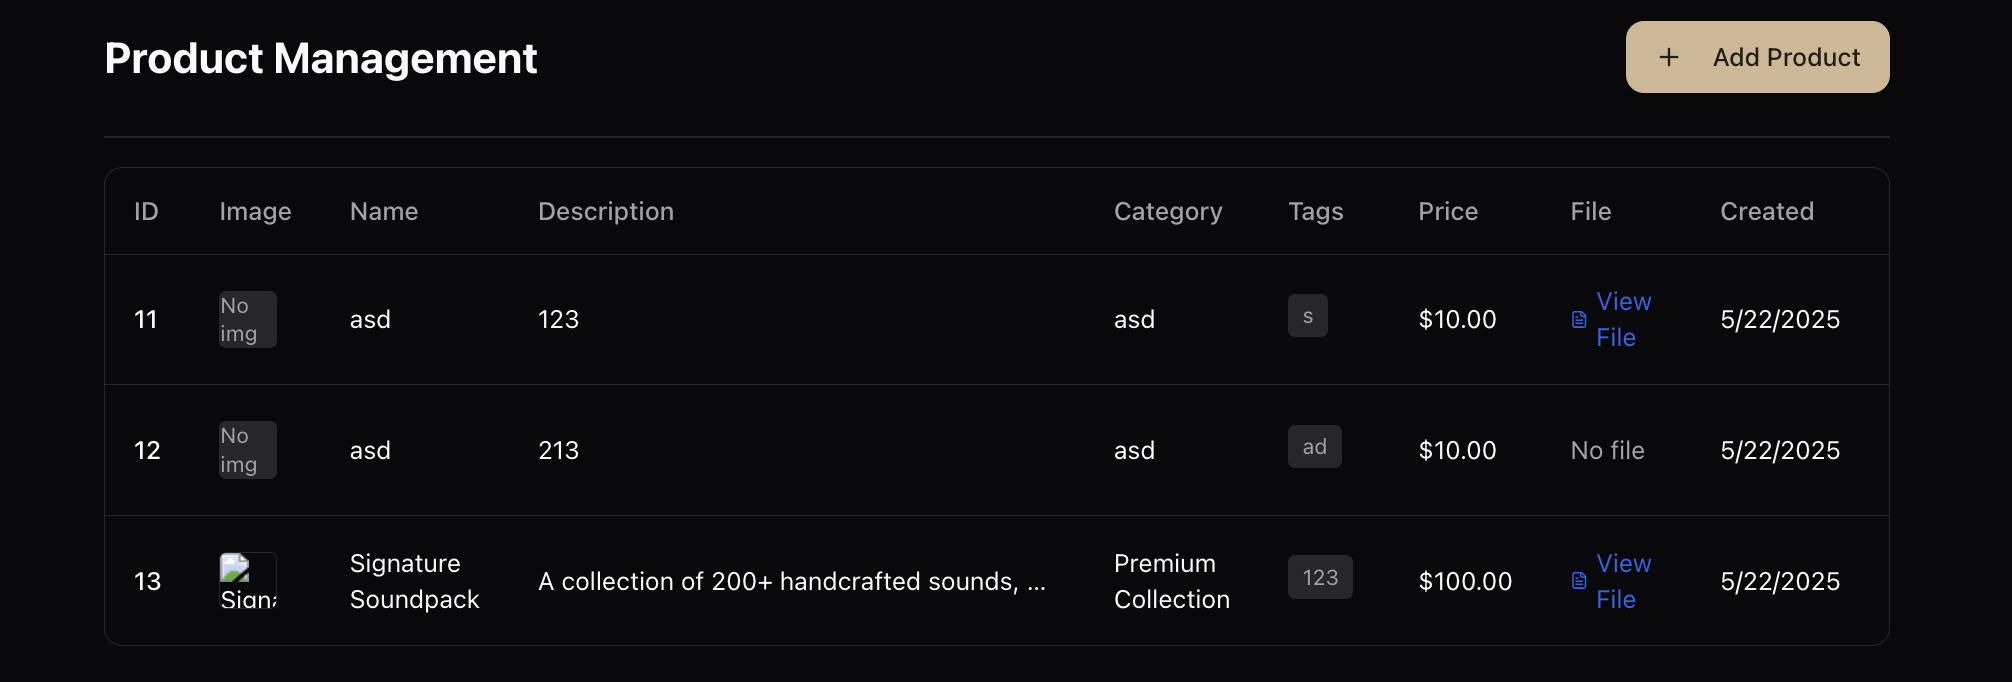 Product Management
+ Add Product
ID Image Name Description Category Tags Price File Created
11 No img asd 123 asd s $10.00 View File 5/22/2025
12 No img asd 213 asd ad $10.00 No file 5/22/2025
13 Signature Soundpack A collection of 200+ handcrafted sounds, ... Premium Collection 123 $100.00 View File 5/22/2025